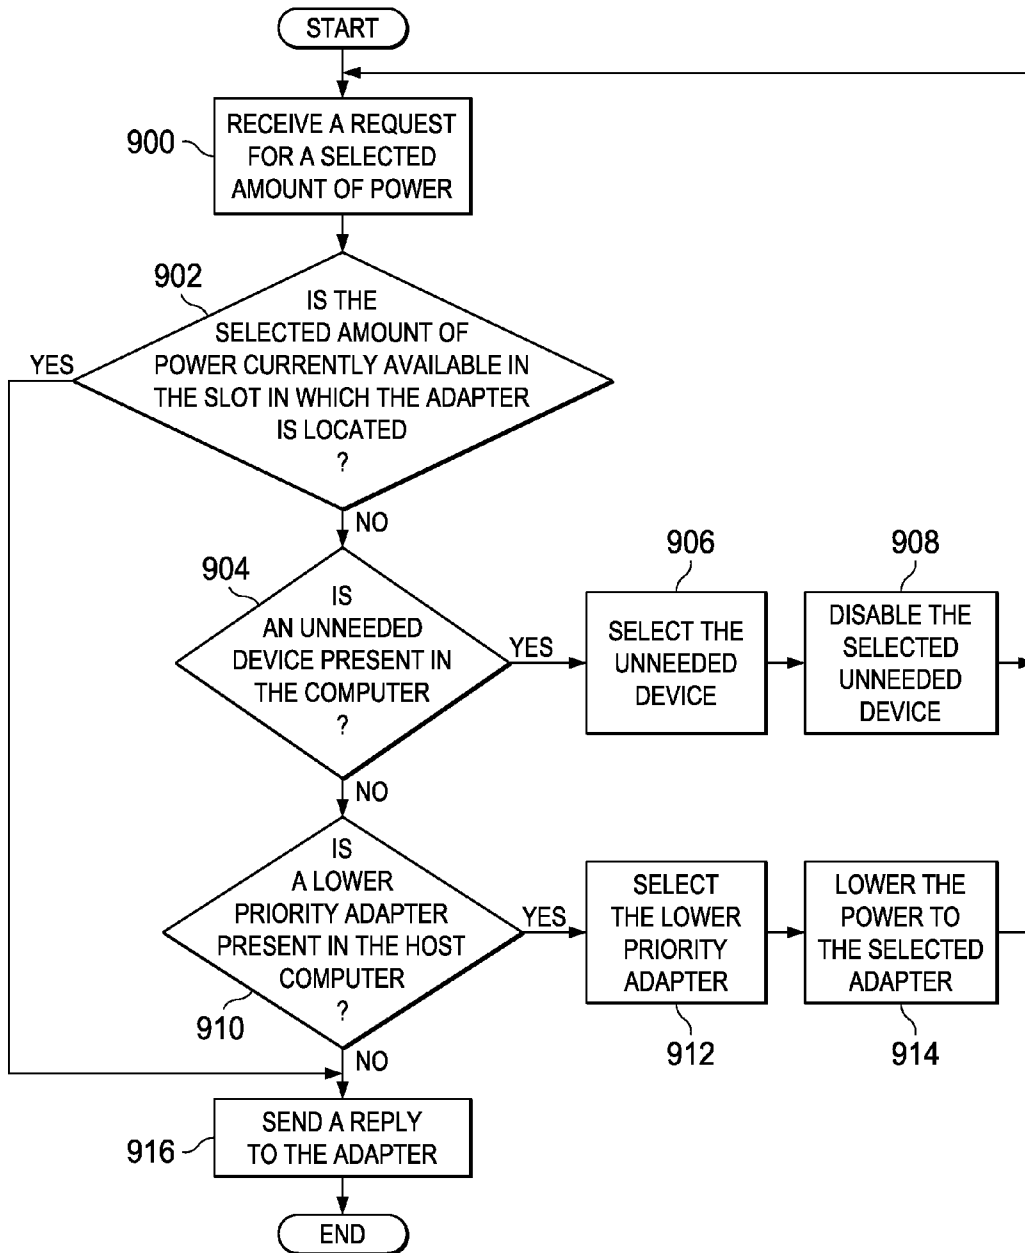 START
900
RECEIVE A REQUEST
FOR A SELECTED
AMOUNT OF POWER
902
IS THE
SELECTED AMOUNT OF
POWER CURRENTLY AVAILABLE IN
THE SLOT IN WHICH THE ADAPTER
IS LOCATED
?
YES
NO
904
IS
AN UNNEEDED
DEVICE PRESENT IN
THE COMPUTER
?
YES
906
SELECT THE
UNNEEDED
DEVICE
908
DISABLE THE
SELECTED
UNNEEDED
DEVICE
NO
IS
A LOWER
PRIORITY ADAPTER
PRESENT IN THE HOST
COMPUTER
?
910
YES
SELECT
THE LOWER
PRIORITY
ADAPTER
912
LOWER THE
POWER TO
THE SELECTED
ADAPTER
914
NO
SEND A REPLY
TO THE ADAPTER
916
END